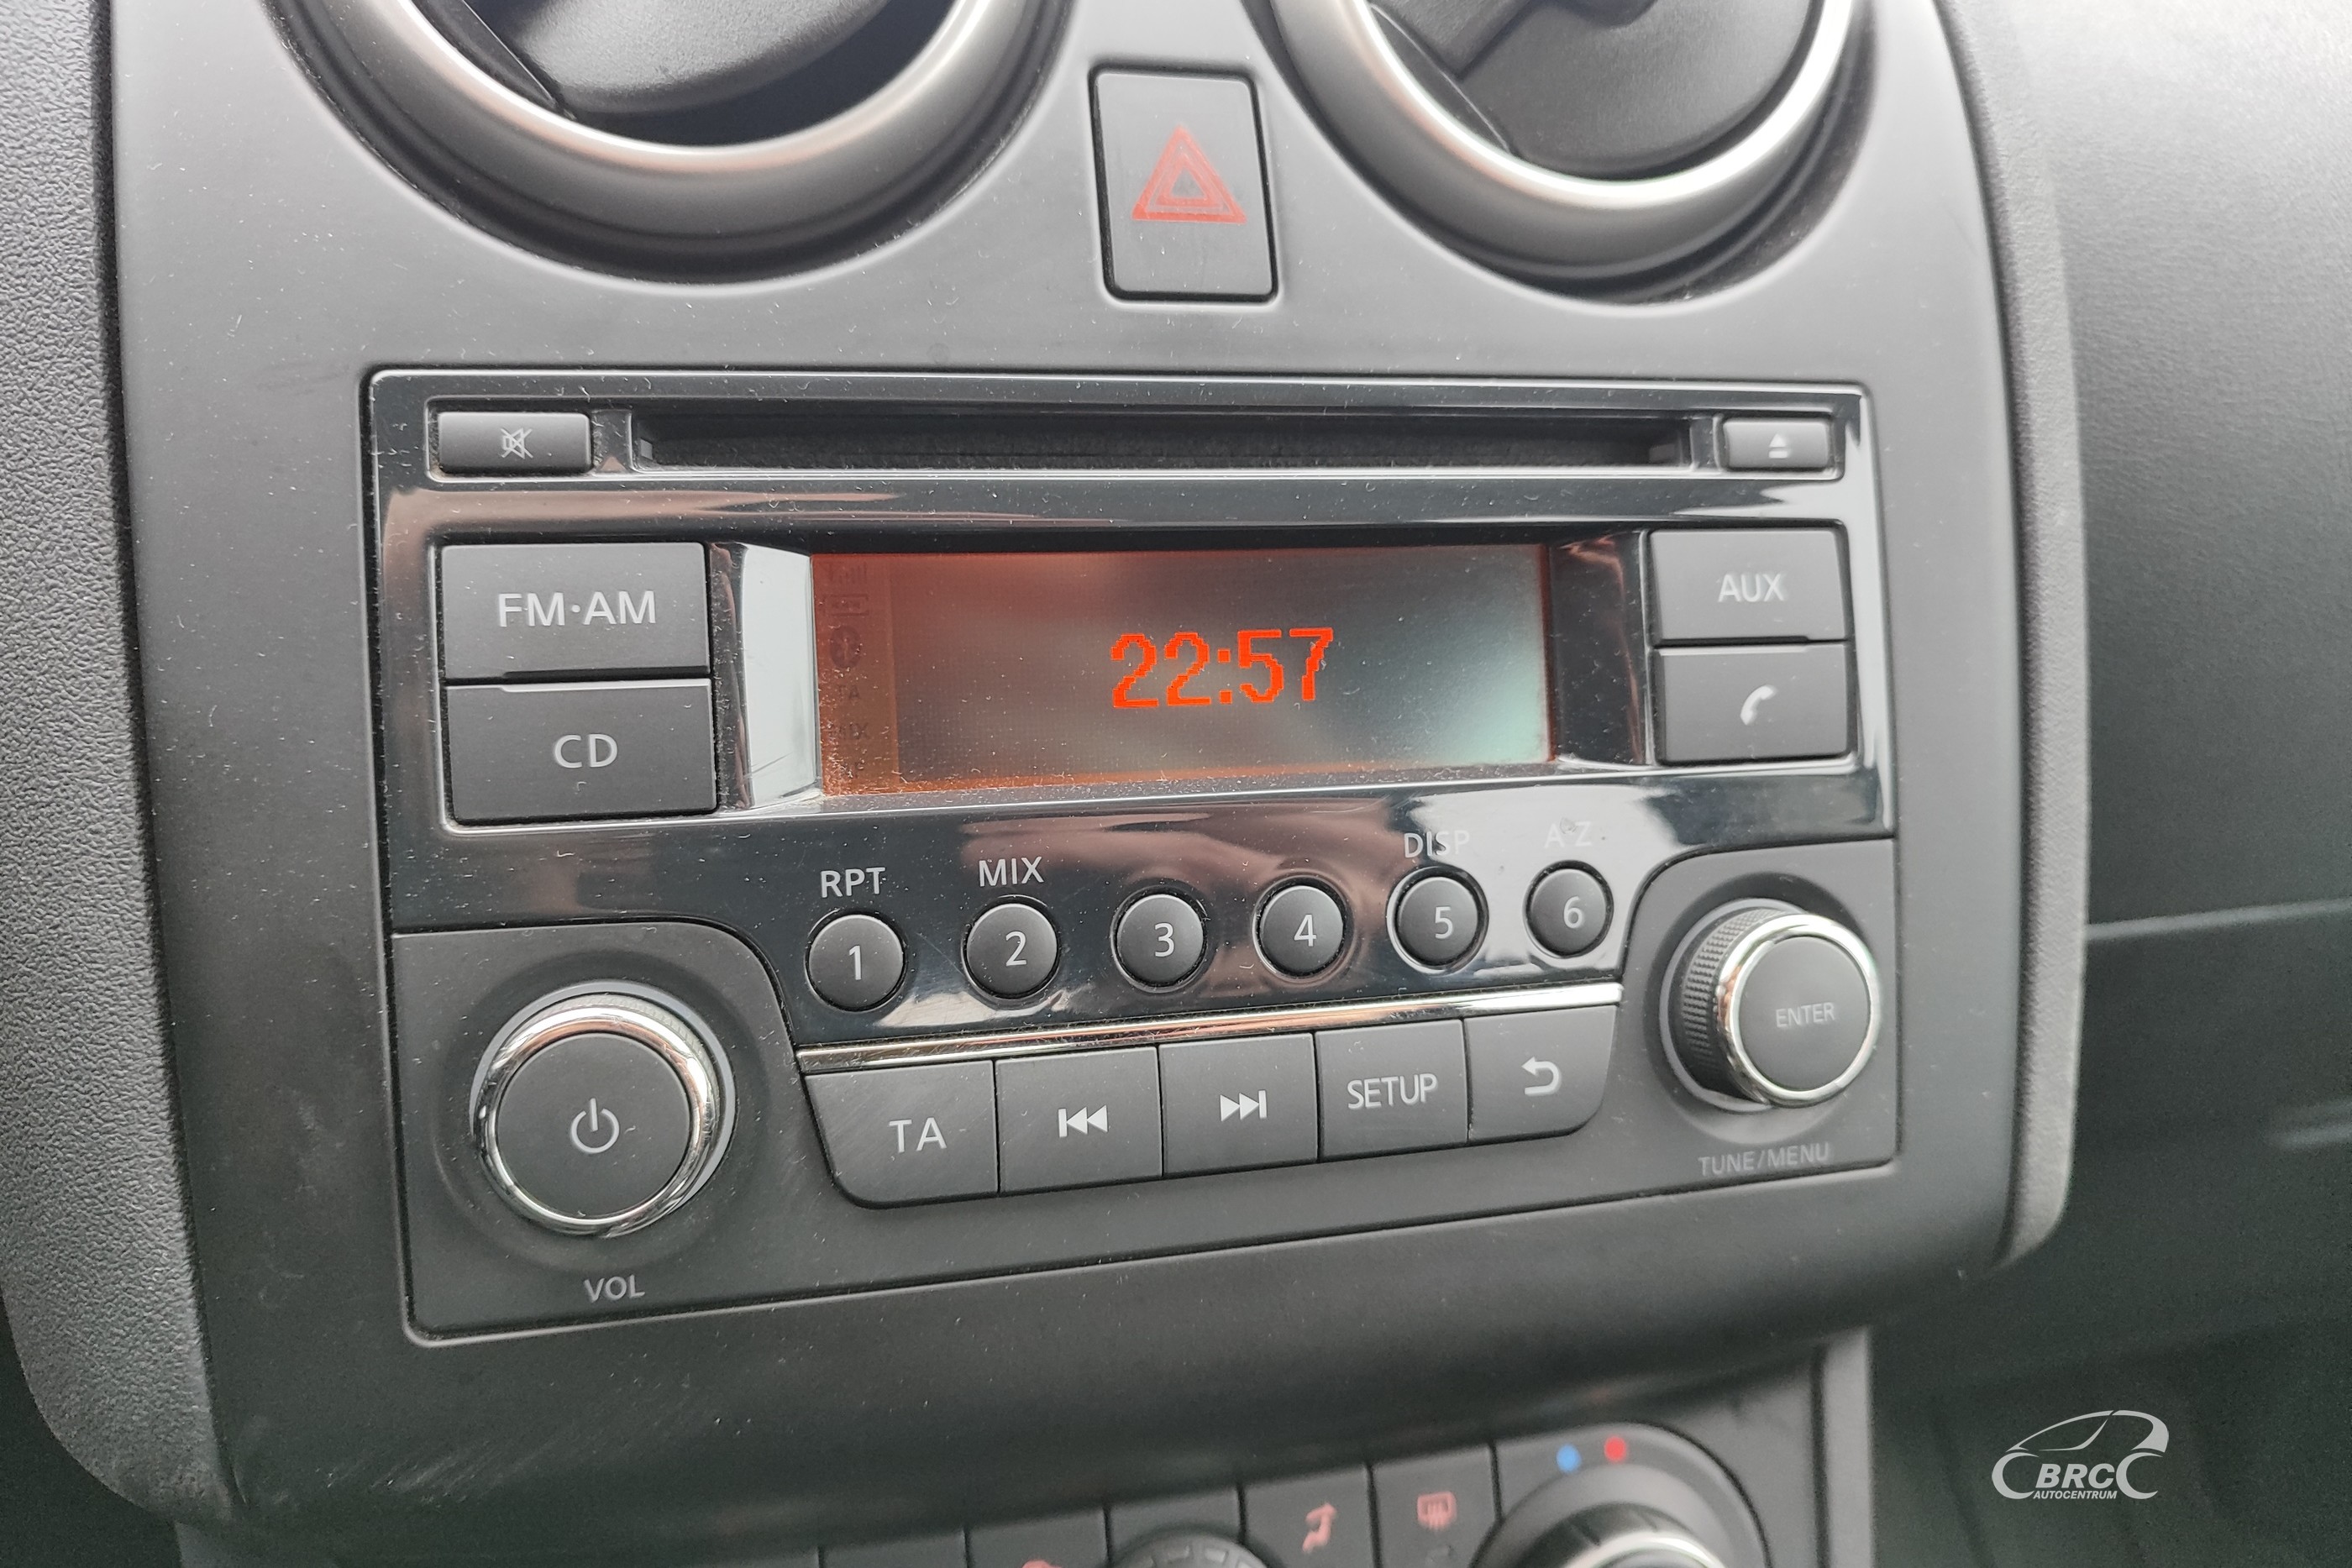 FM·AM
AUX
22:57
TA
CD
DISP
A-Z
RPT
MIX
1
2
3
4
5
6
ENTER
TA
SETUP
TUNE/MENU
VOL
BRC
AUTOCENTRUM